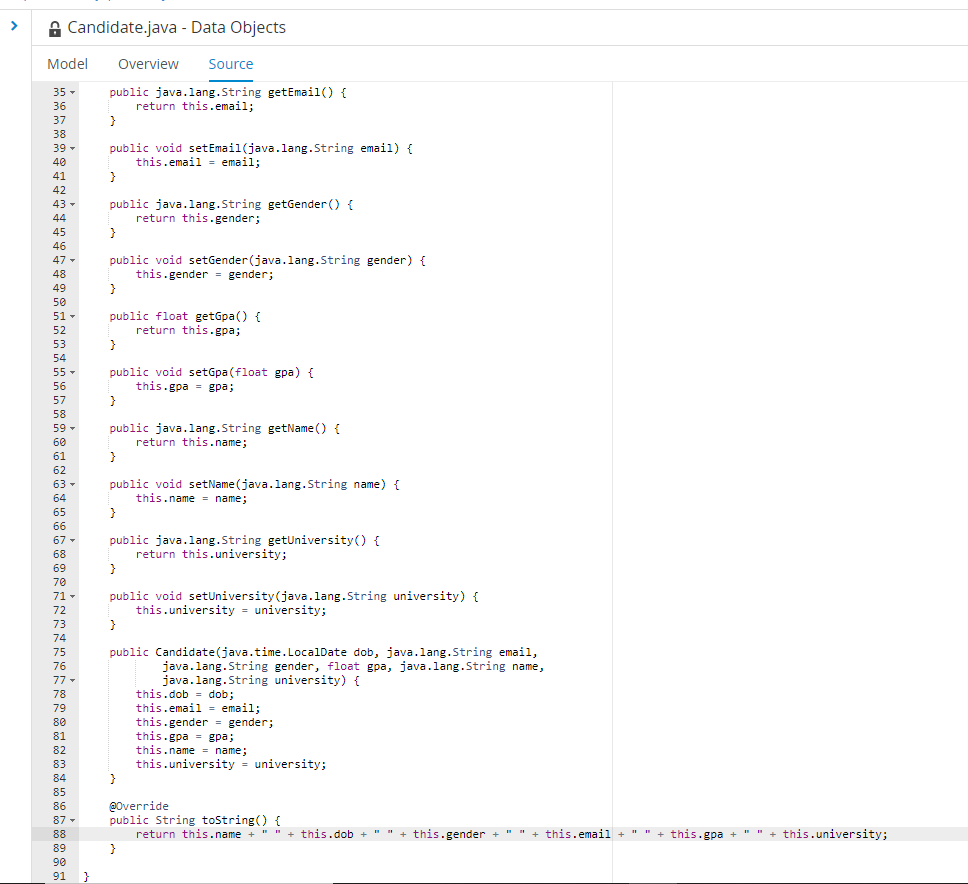 Candidate.java - Data Objects
Model Overview Source
35 public java.lang.String getEmail() {
36 return this.email;
37 }
38
39 public void setEmail(java.lang.String email) {
40 this.email = email;
41 }
42
43 public java.lang.String getGender() {
44 return this.gender;
45 }
46
47 public void setGender(java.lang.String gender) {
48 this.gender = gender;
49 }
50
51 public float getGpa() {
52 return this.gpa;
53 }
54
55 public void setGpa(float gpa) {
56 this.gpa = gpa;
57 }
58
59 public java.lang.String getName() {
60 return this.name;
61 }
62
63 public void setName(java.lang.String name) {
64 this.name = name;
65 }
66
67 public java.lang.String getUniversity() {
68 return this.university;
69 }
70
71 public void setUniversity(java.lang.String university) {
72 this.university = university;
73 }
74
75 public Candidate(java.time.LocalDate dob, java.lang.String email,
76 java.lang.String gender, float gpa, java.lang.String name,
77 java.lang.String university) {
78 this.dob = dob;
79 this.email = email;
80 this.gender = gender;
81 this.gpa = gpa;
82 this.name = name;
83 this.university = university;
84 }
85
86 @Override
87 public String toString() {
88 return this.name + " " + this.dob + " " + this.gender + " " + this.email + " " + this.gpa + " " + this.university;
89 }
90
91 }